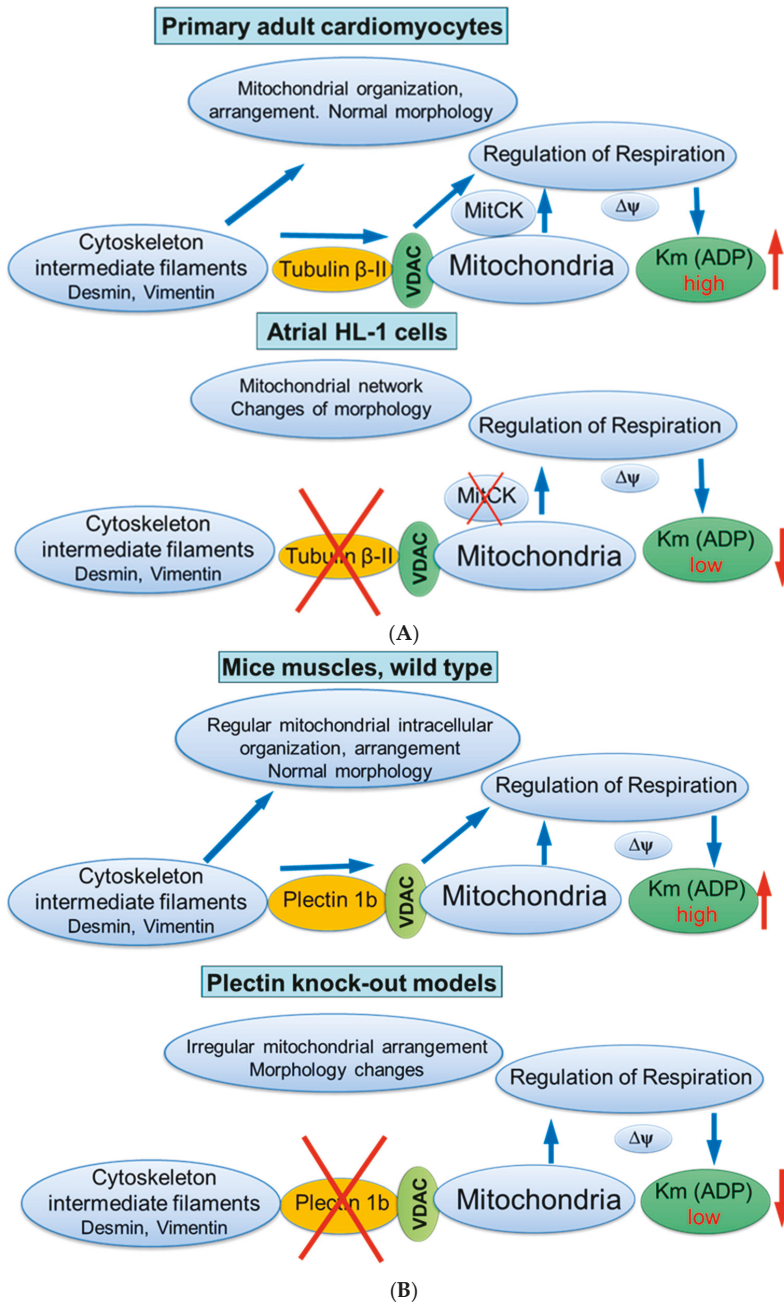 Primary adult cardiomyocytes
Mitochondrial organization,
arrangement. Normal morphology
Regulation of Respiration
MitCK
Δψ
Cytoskeleton
intermediate filaments
Desmin, Vimentin
Tubulin β-II
VDAC
Mitochondria
Km (ADP)
high
Atrial HL-1 cells
Mitochondrial network
Changes of morphology
Regulation of Respiration
MitCK
Δψ
Cytoskeleton
intermediate filaments
Desmin, Vimentin
Tubulin β-II
VDAC
Mitochondria
Km (ADP)
low
(A)
Mice muscles, wild type
Regular mitochondrial intracellular
organization, arrangement
Normal morphology
Regulation of Respiration
Δψ
Cytoskeleton
intermediate filaments
Desmin, Vimentin
Plectin 1b
VDAC
Mitochondria
Km (ADP)
high
Plectin knock-out models
Irregular mitochondrial arrangement
Morphology changes
Regulation of Respiration
Δψ
Cytoskeleton
intermediate filaments
Desmin, Vimentin
Plectin 1b
VDAC
Mitochondria
Km (ADP)
low
(B)